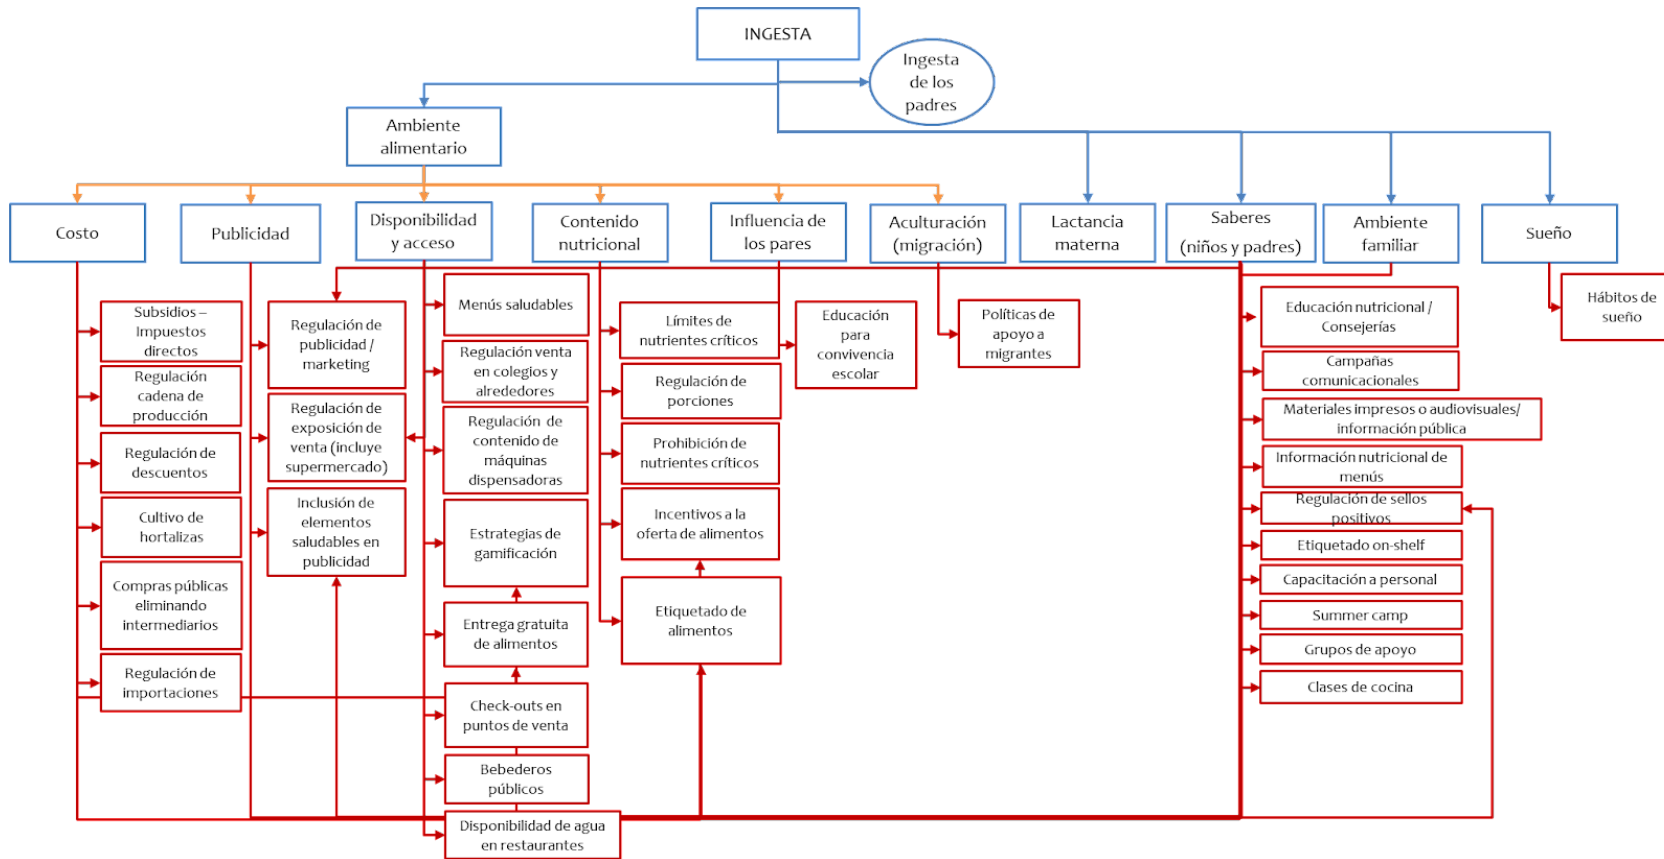 INGESTA
Ingesta
de los
padres
Ambiente
alimentario
Costo
Publicidad
Disponibilidad
y acceso
Contenido
nutricional
Influencia de
los pares
Aculturación
(migración)
Lactancia
materna
Saberes
(niños y padres)
Ambiente
familiar
Sueño
Subsidios –
Impuestos
directos
Regulación
cadena de
producción
Regulación de
descuentos
Cultivo de
hortalizas
Compras públicas
eliminando
intermediarios
Regulación de
importaciones
Regulación de
publicidad /
marketing
Regulación de
exposición de
venta (incluye
supermercado)
Inclusión de
elementos
saludables en
publicidad
Menús saludables
Regulación venta
en colegios y
alrededores
Regulación de
contenido de
máquinas
dispensadoras
Estrategias de
gamificación
Entrega gratuita
de alimentos
Check-outs en
puntos de venta
Bebederos
públicos
Disponibilidad de agua
en restaurantes
Límites de
nutrientes críticos
Regulación de
porciones
Prohibición de
nutrientes críticos
Incentivos a la
oferta de alimentos
Etiquetado de
alimentos
Educación
para
convivencia
escolar
Políticas de
apoyo a
migrantes
Educación nutricional /
Consejerías
Campañas
comunicacionales
Materiales impresos o audiovisuales/
información pública
Información nutricional de
menús
Regulación de sellos
positivos
Etiquetado on-shelf
Capacitación a personal
Summer camp
Grupos de apoyo
Clases de cocina
Hábitos de
sueño